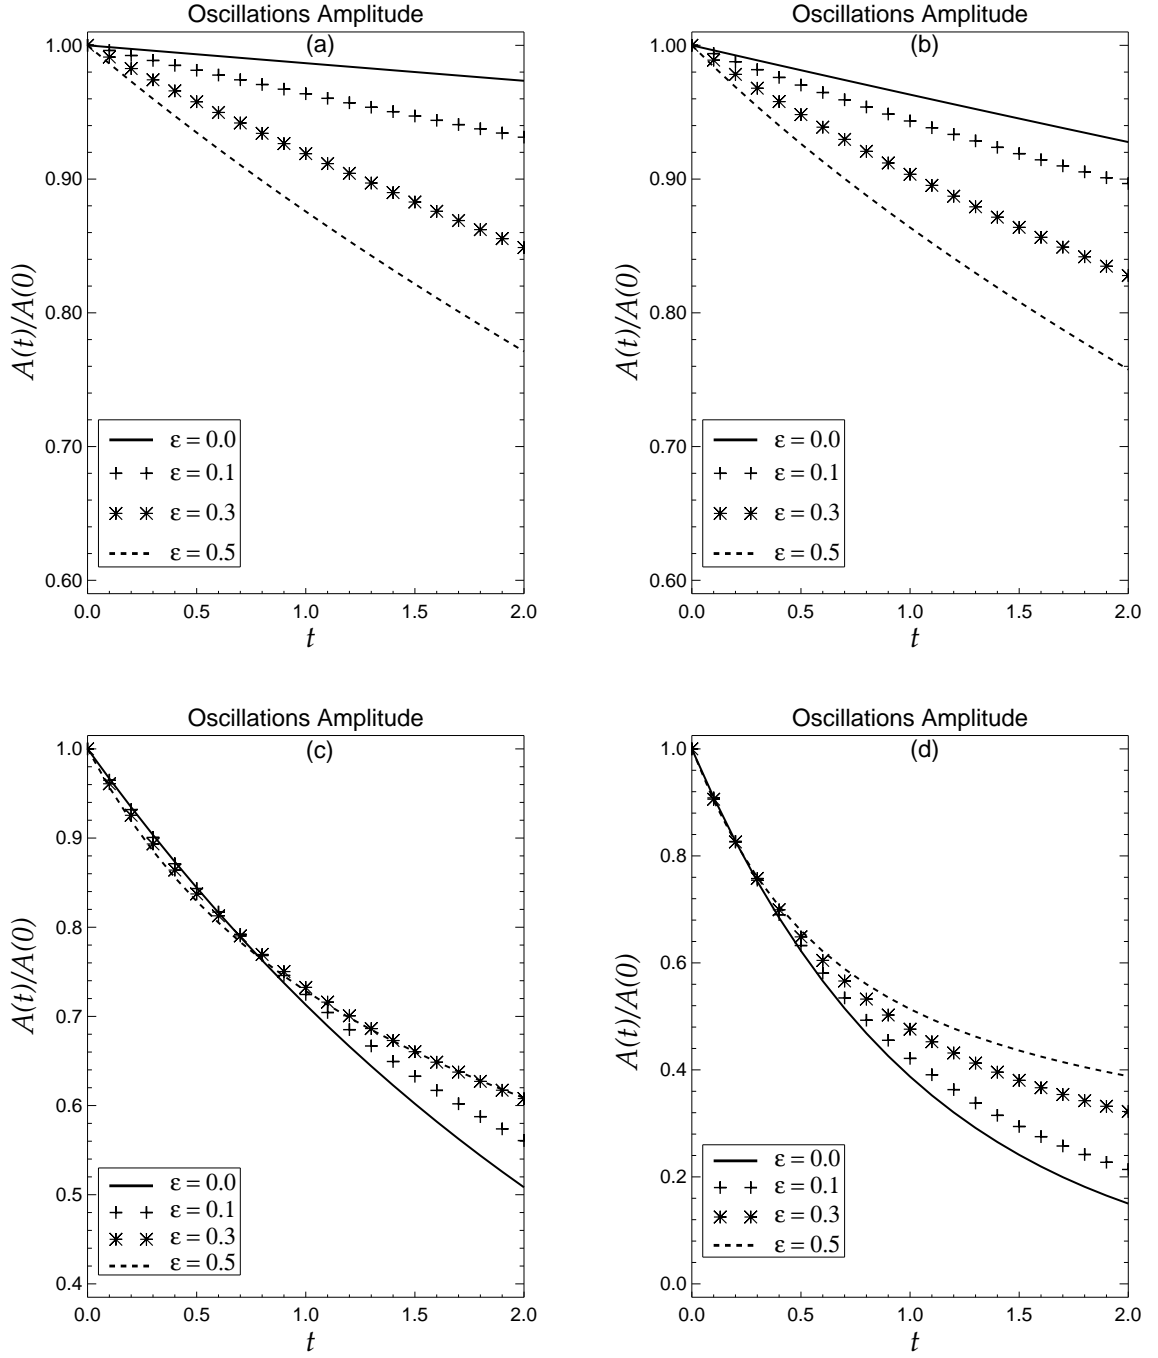 Oscillations Amplitude
(a)
1.00
0.90
0.80
0.70
0.60
A(t)/A(0)
ε = 0.0
ε = 0.1
ε = 0.3
ε = 0.5
0.0 0.5 1.0 1.5 2.0
t
Oscillations Amplitude
(b)
1.00
0.90
0.80
0.70
0.60
A(t)/A(0)
ε = 0.0
ε = 0.1
ε = 0.3
ε = 0.5
0.0 0.5 1.0 1.5 2.0
t
Oscillations Amplitude
(c)
1.0
0.9
0.8
0.7
0.6
0.5
0.4
A(t)/A(0)
ε = 0.0
ε = 0.1
ε = 0.3
ε = 0.5
0.0 0.5 1.0 1.5 2.0
t
Oscillations Amplitude
(d)
1.0
0.8
0.6
0.4
0.2
0.0
A(t)/A(0)
ε = 0.0
ε = 0.1
ε = 0.3
ε = 0.5
0.0 0.5 1.0 1.5 2.0
t